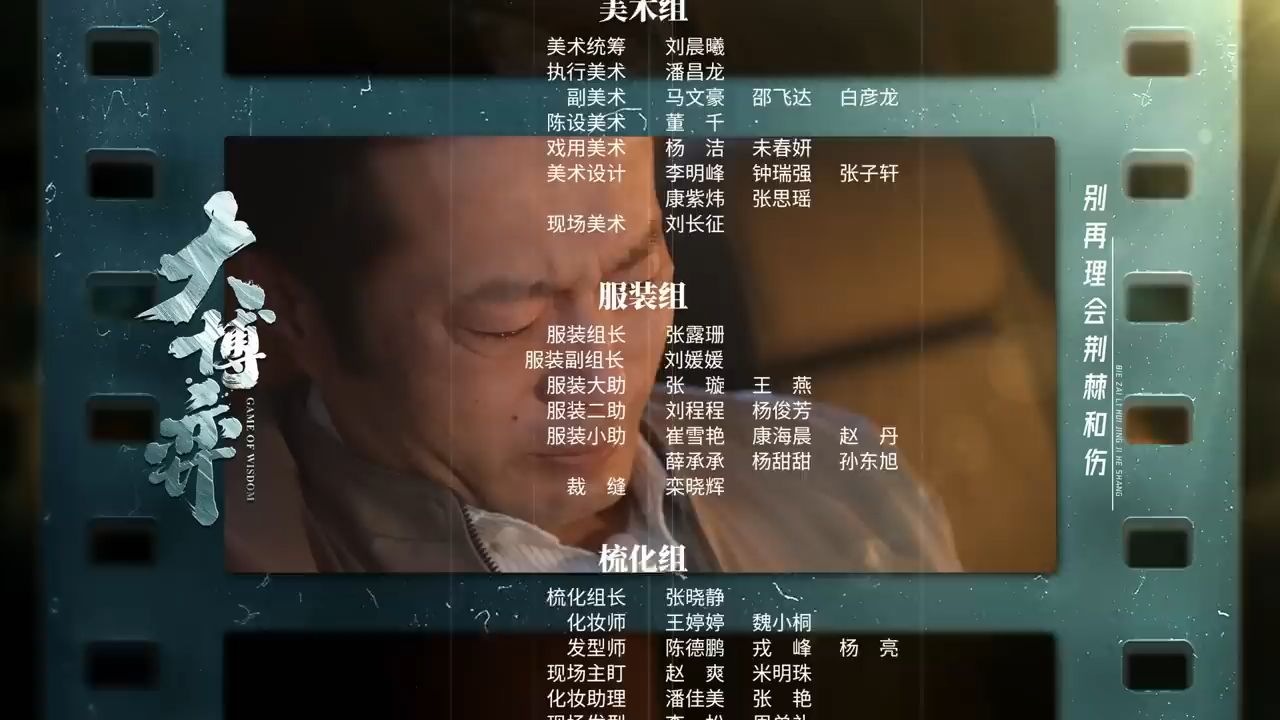 美术组
美术统筹 刘晨曦
执行美术 潘昌龙
副美术 马文豪 邵飞达 白彦龙
陈设美术 董 千
戏用美术 杨 洁 未春妍
美术设计 李明峰 钟瑞强 张子轩
康紫炜 张思瑶
现场美术 刘长征
服装组
服装组长 张露珊
服装副组长 刘媛媛
服装大助 张 璇 王 燕
服装二助 刘程程 杨俊芳
服装小助 崔雪艳 康海晨 赵 丹
薛承承 杨甜甜 孙东旭
裁 缝 栾晓辉
梳化组
梳化组长 张晓静
化妆师 王婷婷 魏小桐
发型师 陈德鹏 戎 峰 杨 亮
现场主盯 赵 爽 米明珠
化妆助理 潘佳美 张 艳
大博弈
GAME OF WISDOM
别再理会荆棘和伤
BIE ZAI LI HUI JING JI HE SHANG